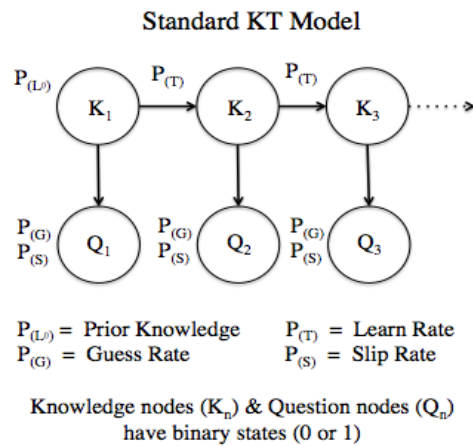 Standard KT Model
P(L⁰) P(T) P(T)
K1 K2 K3
P(G) P(G) P(G)
P(S) Q1 P(S) Q2 P(S) Q3
P(L⁰) = Prior Knowledge P(T) = Learn Rate
P(G) = Guess Rate P(S) = Slip Rate
Knowledge nodes (Kn) & Question nodes (Qn)
have binary states (0 or 1)